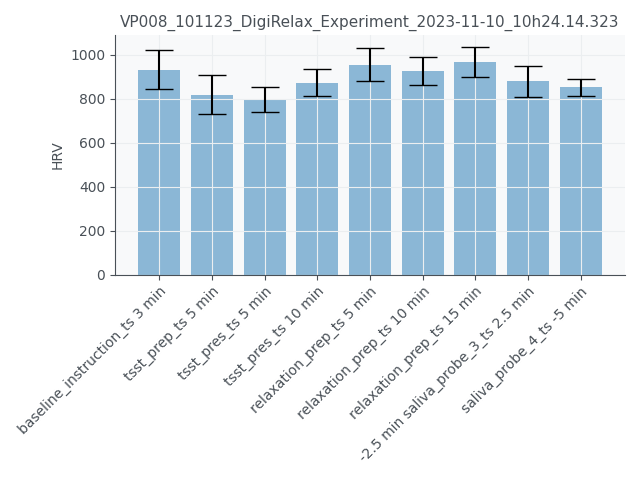 VP008_101123_DigiRelax_Experiment_2023-11-10_10h24.14.323
HRV
1000
800
600
400
200
0
baseline_instruction_ts 3 min
tsst_prep_ts 5 min
tsst_pres_ts 5 min
tsst_pres_ts 10 min
relaxation_prep_ts 5 min
relaxation_prep_ts 10 min
relaxation_prep_ts 15 min
-2.5 min saliva_probe_3_ts 2.5 min
saliva_probe_4_ts -5 min